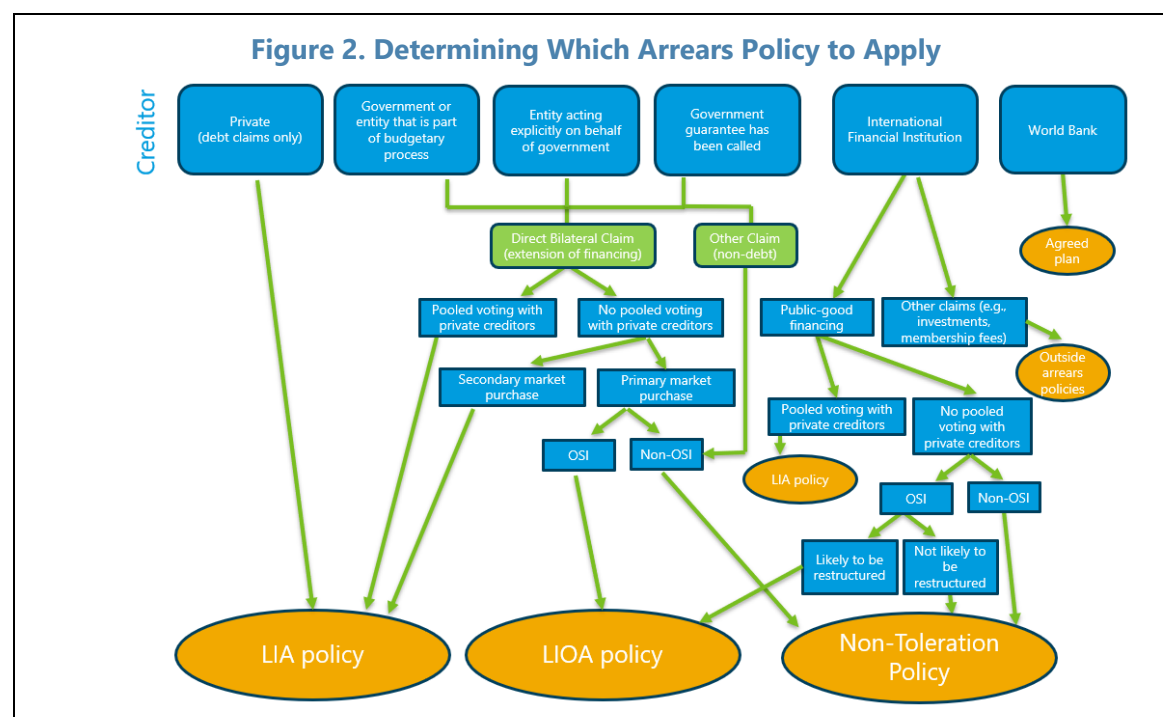 Figure 2. Determining Which Arrears Policy to Apply
Creditor
Private
(debt claims only)
Government or
entity that is part
of budgetary
process
Entity acting
explicitly on behalf
of government
Government
guarantee has
been called
International
Financial Institution
World Bank
Direct Bilateral Claim
(extension of financing)
Other Claim
(non-debt)
Agreed
plan
Pooled voting with
private creditors
No pooled voting
with private creditors
Public-good
financing
Other claims (e.g.,
investments,
membership fees)
Outside
arrears
policies
Secondary market
purchase
Primary market
purchase
Pooled voting with
private creditors
No pooled
voting with
private creditors
OSI
Non-OSI
LIA policy
OSI
Non-OSI
Likely to be
restructured
Not likely to
be
restructured
LIA policy
LIOA policy
Non-Toleration
Policy